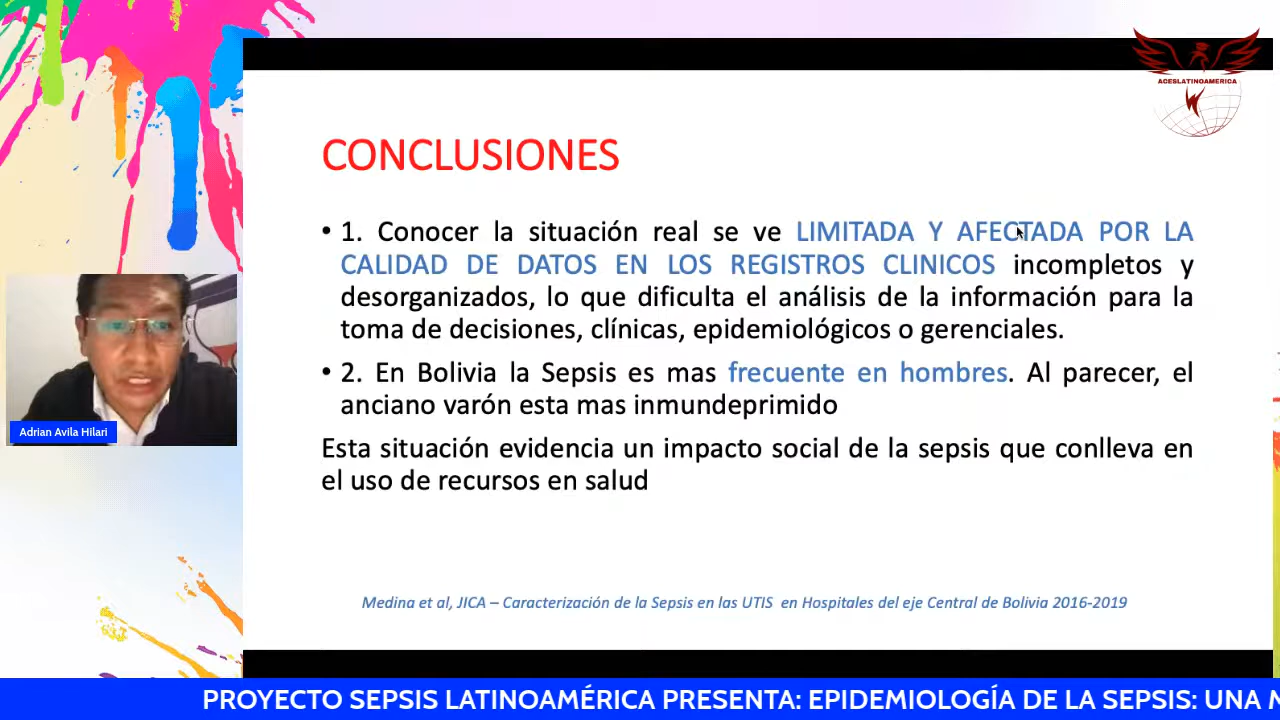 ACESLATINOAMERICA
CONCLUSIONES
• 1. Conocer la situación real se ve LIMITADA Y AFECTADA POR LA
CALIDAD DE DATOS EN LOS REGISTROS CLINICOS incompletos y
desorganizados, lo que dificulta el análisis de la información para la
toma de decisiones, clínicas, epidemiológicos o gerenciales.
• 2. En Bolivia la Sepsis es mas frecuente en hombres. Al parecer, el
anciano varón esta mas inmundeprimido
Esta situación evidencia un impacto social de la sepsis que conlleva en
el uso de recursos en salud
Adrian Avila Hilari
Medina et al, JICA – Caracterización de la Sepsis en las UTIS en Hospitales del eje Central de Bolivia 2016-2019
PROYECTO SEPSIS LATINOAMÉRICA PRESENTA: EPIDEMIOLOGÍA DE LA SEPSIS: UNA